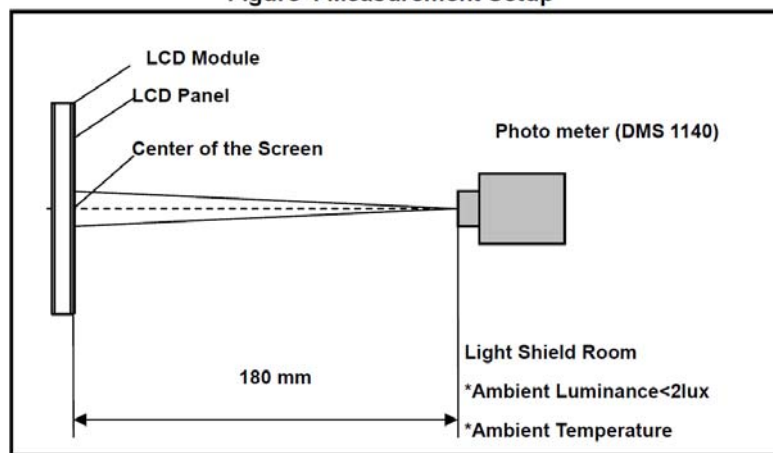 LCD Module
LCD Panel
Center of the Screen
Photo meter (DMS 1140)
180 mm
Light Shield Room
*Ambient Luminance<2lux
*Ambient Temperature